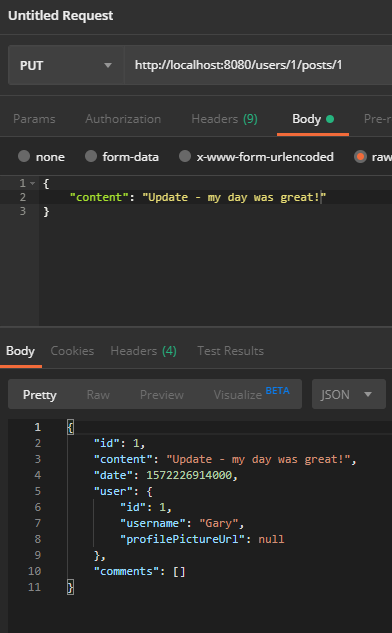 Untitled Request
PUT http://localhost:8080/users/1/posts/1
Params Authorization Headers (9) Body Pre-r
none form-data x-www-form-urlencoded raw
1 {
2 "content": "Update - my day was great!"
3 }
Body Cookies Headers (4) Test Results
Pretty Raw Preview Visualize BETA JSON
1 {
2 "id": 1,
3 "content": "Update - my day was great!",
4 "date": 1572226914000,
5 "user": {
6 "id": 1,
7 "username": "Gary",
8 "profilePictureUrl": null
9 },
10 "comments": []
11 }